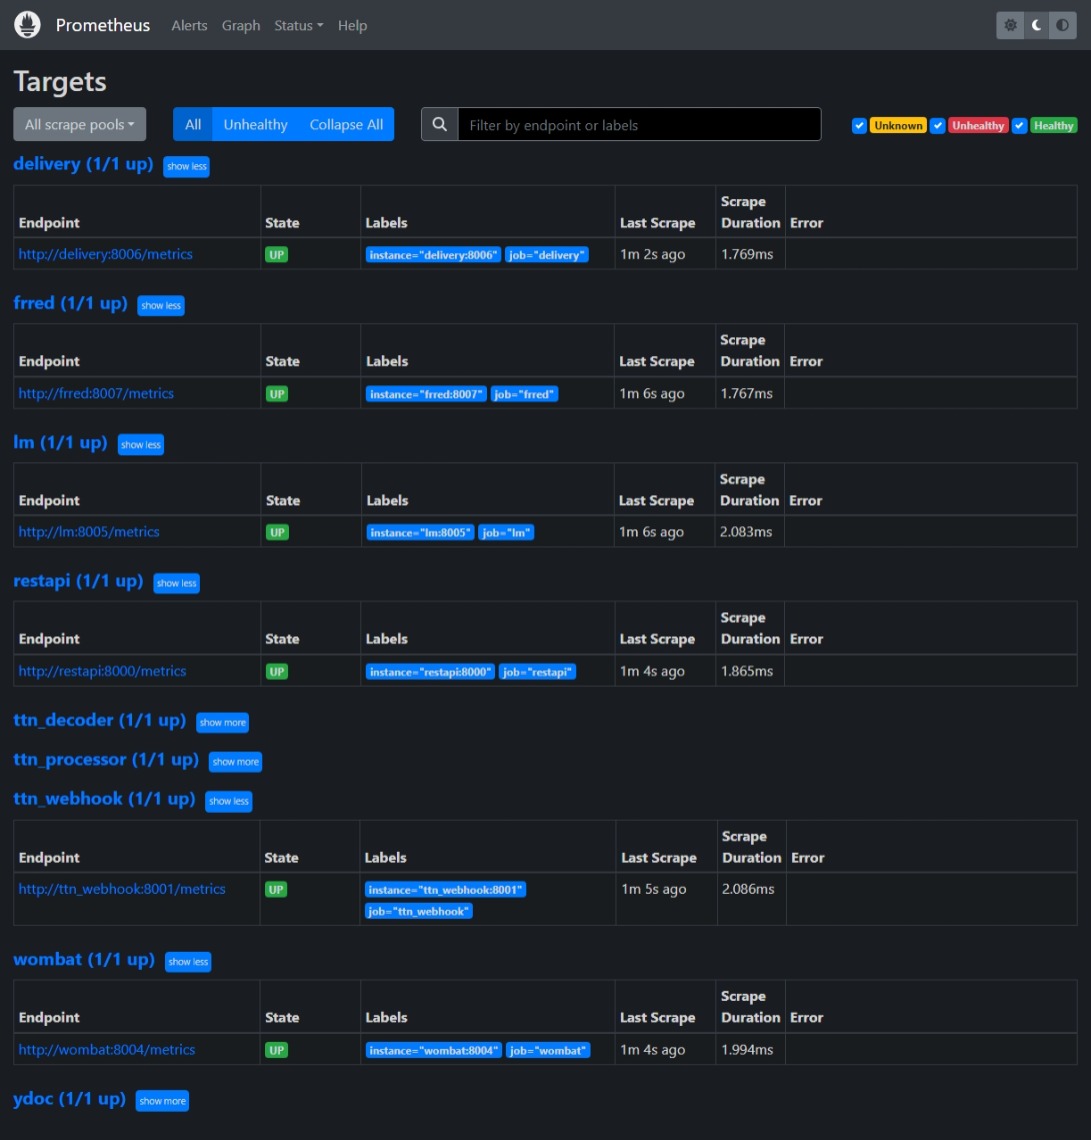 Prometheus Alerts Graph Status Help
Targets
All scrape pools All Unhealthy Collapse All Filter by endpoint or labels Unknown Unhealthy Healthy
delivery (1/1 up) show less
Scrape
Endpoint State Labels Last Scrape Duration Error
http://delivery:8006/metrics UP instance="delivery:8006" job="delivery" 1m 2s ago 1.769ms
frred (1/1 up) show less
Scrape
Endpoint State Labels Last Scrape Duration Error
http://frred:8007/metrics UP instance="frred:8007" job="frred" 1m 6s ago 1.767ms
lm (1/1 up) show less
Scrape
Endpoint State Labels Last Scrape Duration Error
http://lm:8005/metrics UP instance="lm:8005" job="lm" 1m 6s ago 2.083ms
restapi (1/1 up) show less
Scrape
Endpoint State Labels Last Scrape Duration Error
http://restapi:8000/metrics UP instance="restapi:8000" job="restapi" 1m 4s ago 1.865ms
ttn_decoder (1/1 up) show more
ttn_processor (1/1 up) show more
ttn_webhook (1/1 up) show less
Scrape
Endpoint State Labels Last Scrape Duration Error
http://ttn_webhook:8001/metrics UP instance="ttn_webhook:8001" 1m 5s ago 2.086ms
job="ttn_webhook"
wombat (1/1 up) show less
Scrape
Endpoint State Labels Last Scrape Duration Error
http://wombat:8004/metrics UP instance="wombat:8004" job="wombat" 1m 4s ago 1.994ms
ydoc (1/1 up) show more